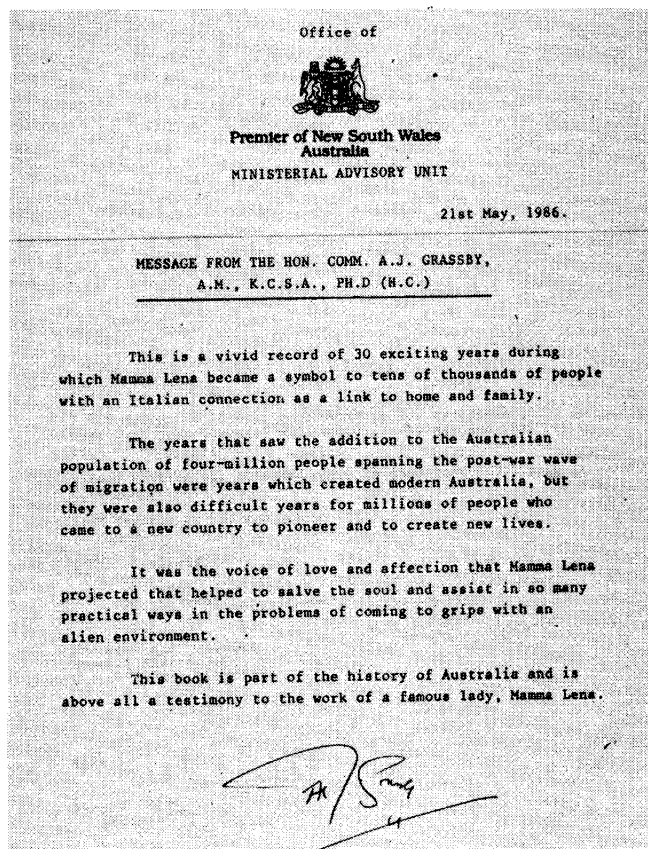 Office of
Premier of New South Wales
Australia
MINISTERIAL ADVISORY UNIT
21st May, 1986.
MESSAGE FROM THE HON. COMM. A.J. GRASSBY,
A.M., K.C.S.A., PH.D (H.C.)
This is a vivid record of 30 exciting years during
which Mamma Lena became a symbol to tens of thousands of people
with an Italian connection as a link to home and family.
The years that saw the addition to the Australian
population of four-million people spanning the post-war wave
of migration were years which created modern Australia, but
they were also difficult years for millions of people who
came to a new country to pioneer and to create new lives.
It was the voice of love and affection that Mamma Lena
projected that helped to salve the soul and assist in so many
practical ways in the problems of coming to grips with an
alien environment.
This book is part of the history of Australia and is
above all a testimony to the work of a famous lady, Mamma Lena.